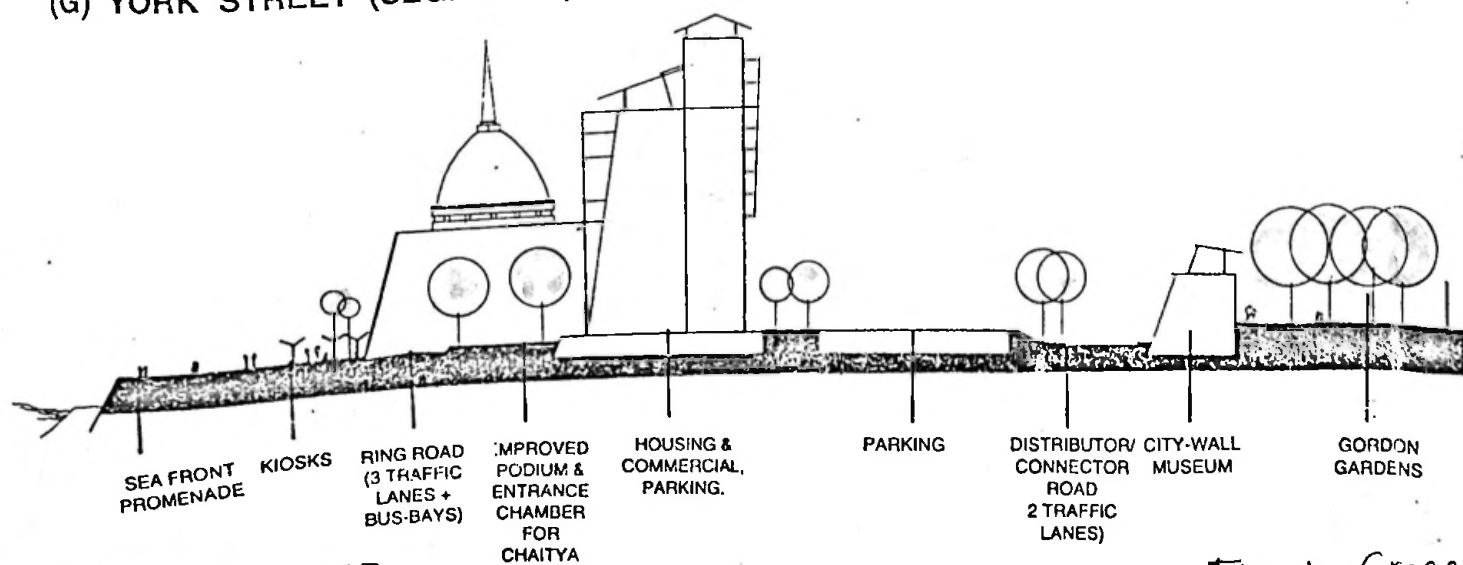 (G) YORK STREET
SEA FRONT
PROMENADE
KIOSKS
RING ROAD
(3 TRAFFIC
LANES +
BUS-BAYS)
IMPROVED
PODIUM &
ENTRANCE
CHAMBER
FOR
CHAITYA
HOUSING &
COMMERCIAL,
PARKING.
PARKING
DISTRIBUTOR/
CONNECTOR
ROAD
2 TRAFFIC
LANES)
CITY-WALL
MUSEUM
GORDON
GARDENS